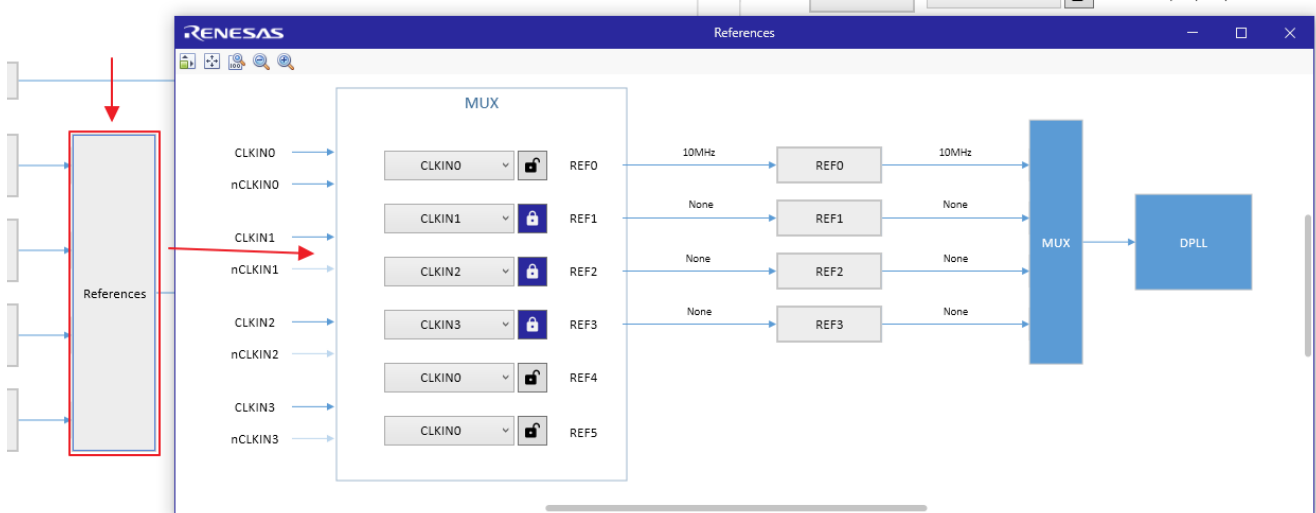 RENESAS
References
MUX
CLKIN0
nCLKIN0
CLKIN1
nCLKIN1
CLKIN2
nCLKIN2
CLKIN3
nCLKIN3
CLKIN0 REF0
CLKIN1 REF1
CLKIN2 REF2
CLKIN3 REF3
CLKIN0 REF4
CLKIN0 REF5
10MHz REF0 10MHz
None REF1 None
None REF2 None
None REF3 None
MUX
DPLL
References